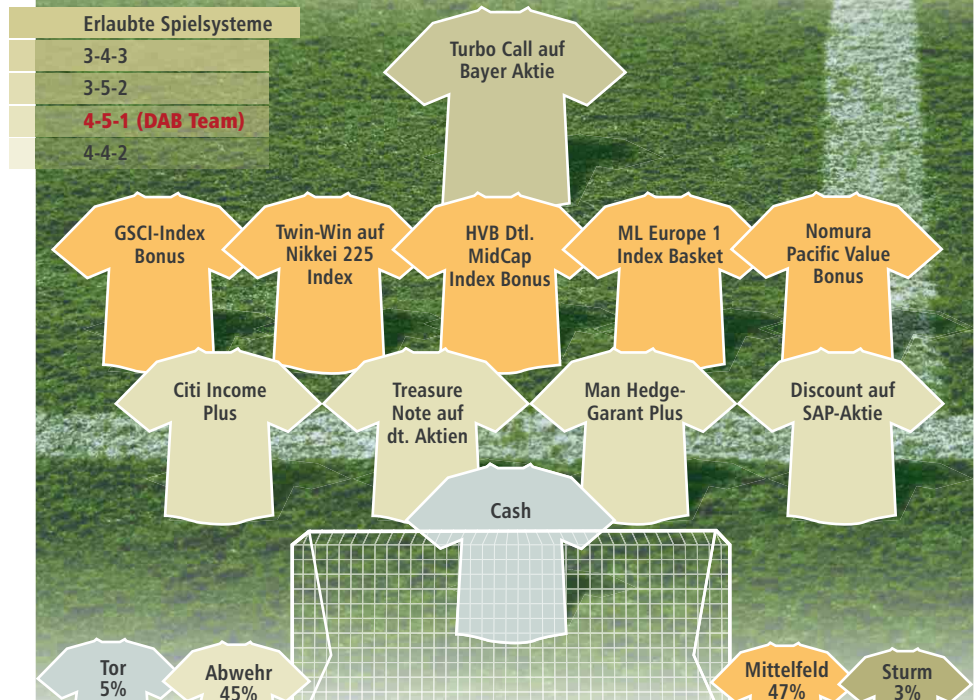 Erlaubte Spielsysteme
3-4-3
3-5-2
4-5-1 (DAB Team)
4-4-2
Turbo Call auf
Bayer Aktie
GSCI-Index
Bonus
Twin-Win auf
Nikkei 225
Index
HVB Dtl.
MidCap
Index Bonus
ML Europe 1
Index Basket
Nomura
Pacific Value
Bonus
Citi Income
Plus
Treasure
Note auf
dt. Aktien
Man Hedge-
Garant Plus
Discount auf
SAP-Aktie
Cash
Tor
5%
Abwehr
45%
Mittelfeld
47%
Sturm
3%